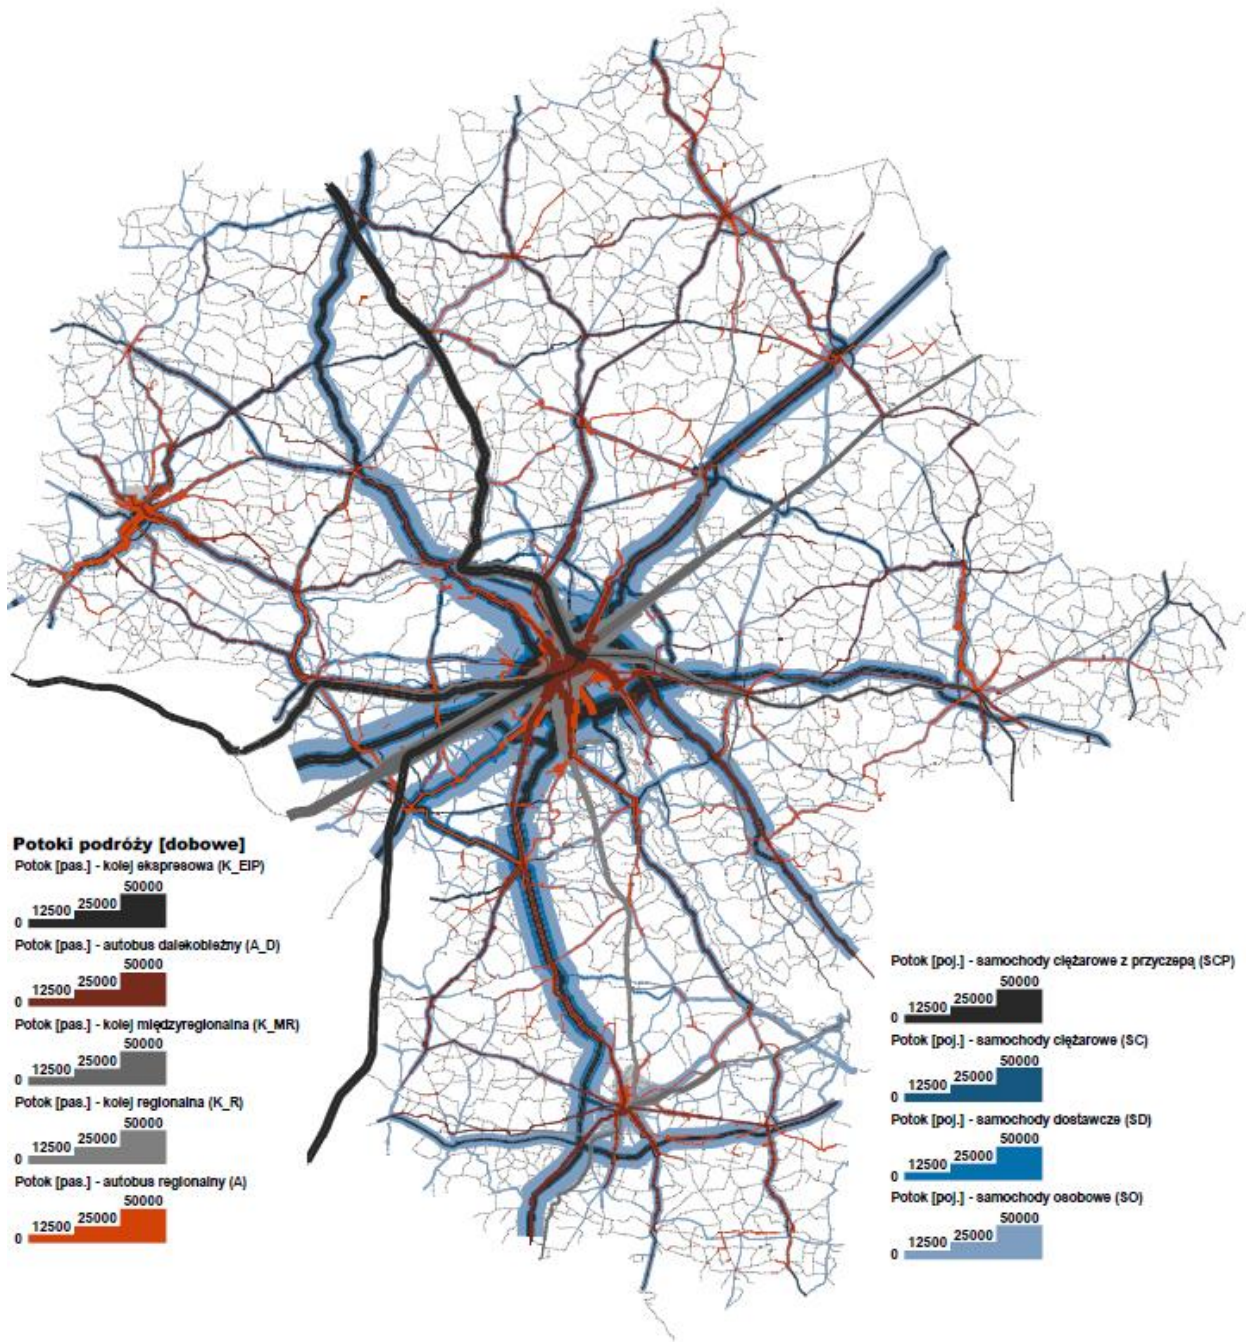 Potoki podróży [dobowe]
Potok [pas.] - kolej ekspresowa (K_EIP)
0 12500 25000 50000
Potok [pas.] - autobus dalekobieżny (A_D)
0 12500 25000 50000
Potok [pas.] - kolej międzyregionalna (K_MR)
0 12500 25000 50000
Potok [pas.] - kolej regionalna (K_R)
0 12500 25000 50000
Potok [pas.] - autobus regionalny (A)
0 12500 25000 50000
Potok [poj.] - samochody ciężarowe z przyczepą (SCP)
0 12500 25000 50000
Potok [poj.] - samochody ciężarowe (SC)
0 12500 25000 50000
Potok [poj.] - samochody dostawcze (SD)
0 12500 25000 50000
Potok [poj.] - samochody osobowe (SO)
0 12500 25000 50000